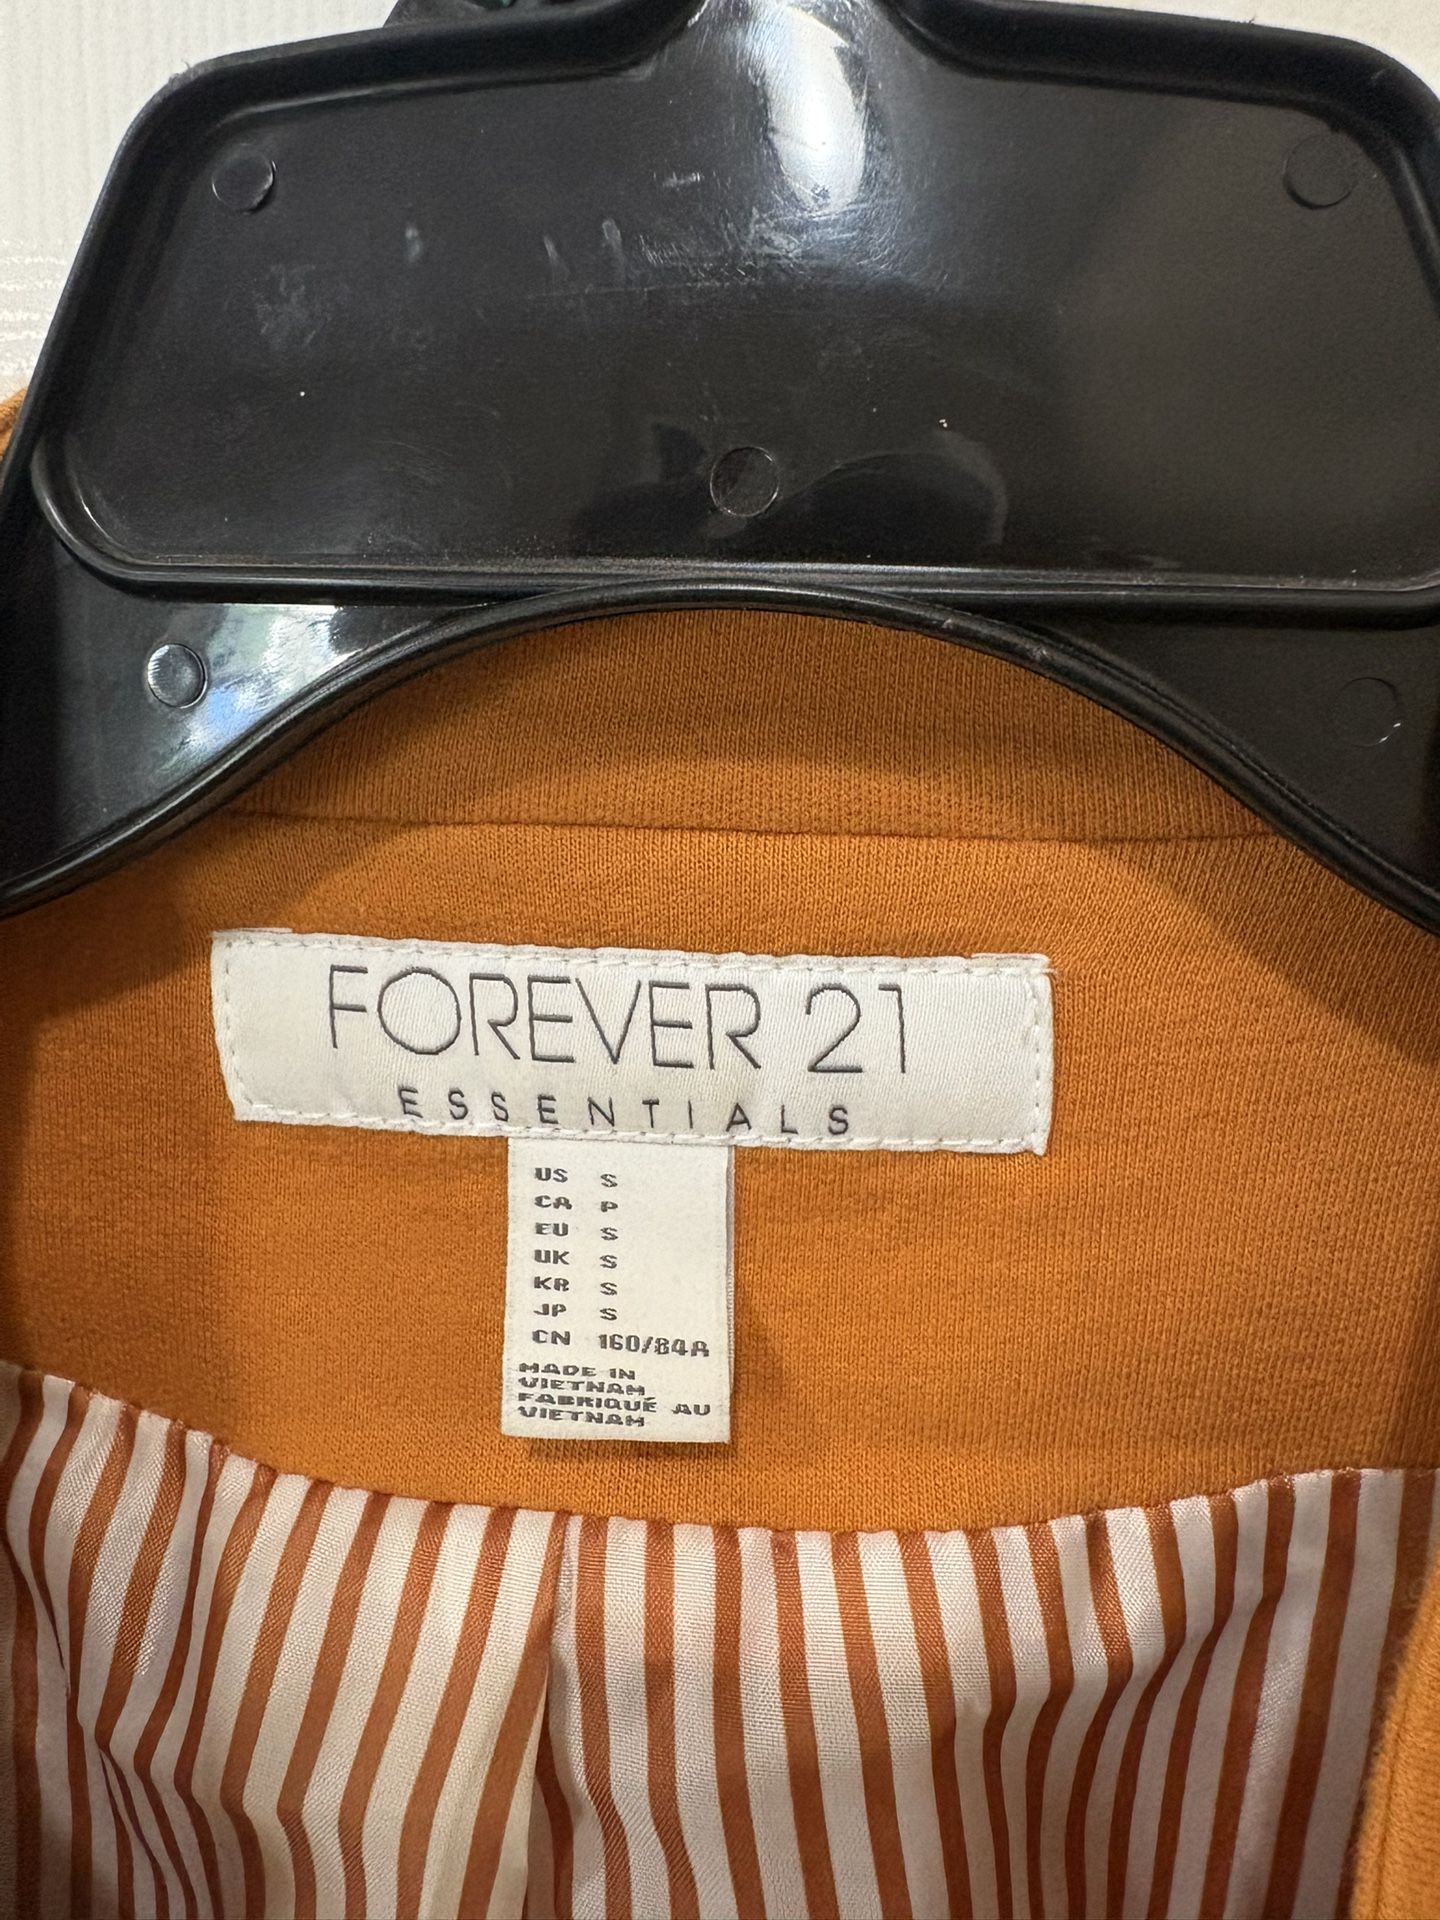 FOREVER 21
ESSENTIALS
US S
CA P
EU S
UK S
KR S
JP S
CN 160/84A
MADE IN
VIETNAM
FABRIQUÉ AU
VIETNAM